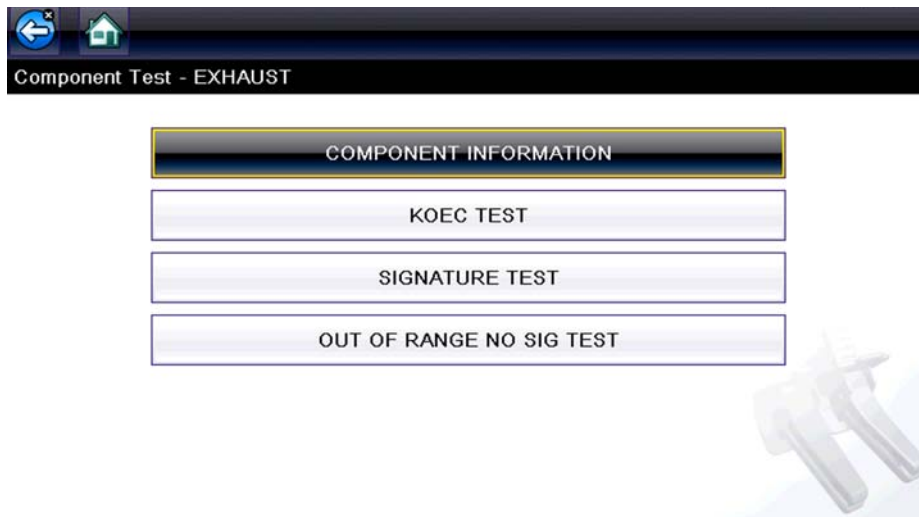 Component Test - EXHAUST
COMPONENT INFORMATION
KOEC TEST
SIGNATURE TEST
OUT OF RANGE NO SIG TEST